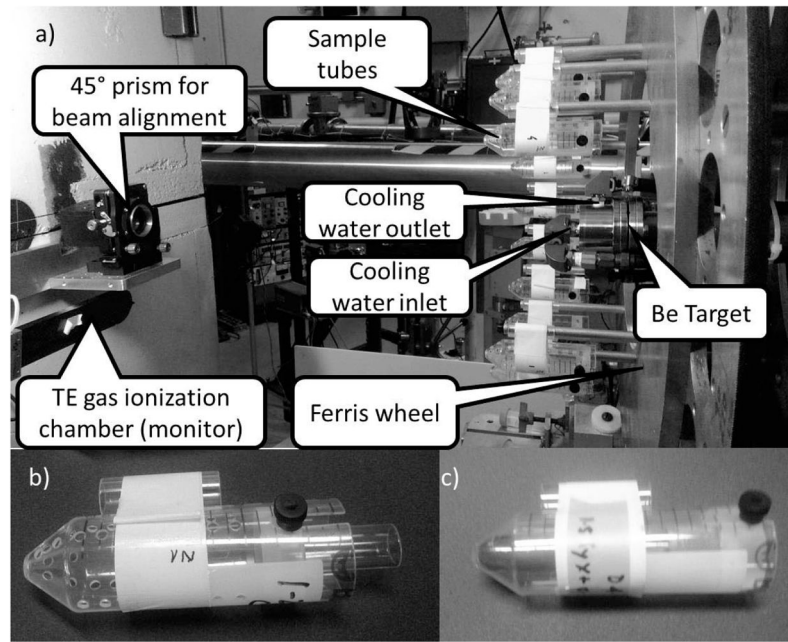 a)
Sample
tubes
45° prism for
beam alignment
Cooling
water outlet
Cooling
water inlet
Be Target
TE gas ionization
chamber (monitor)
Ferris wheel
b)
c)